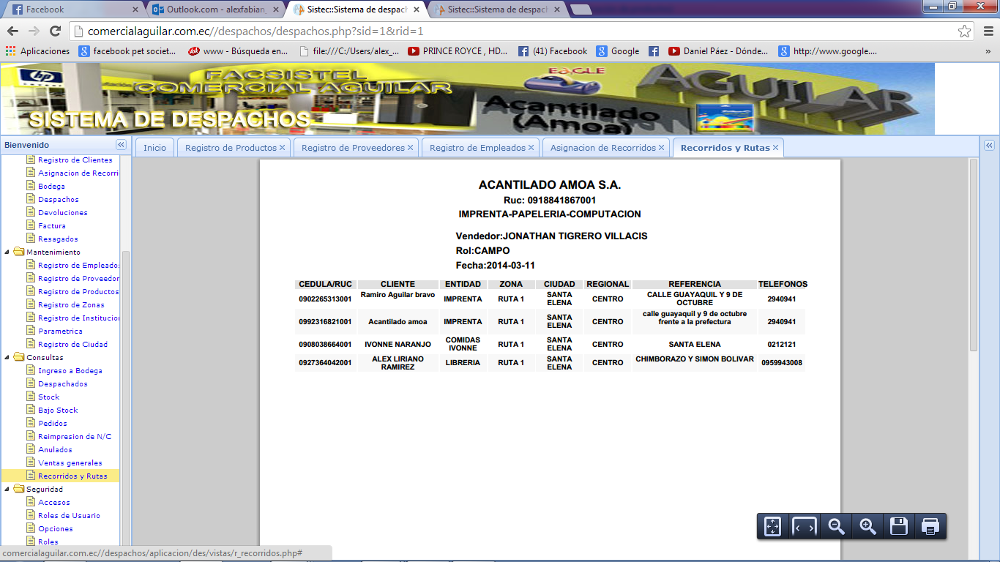 Facebook
Outlook.com - alexfabian_
Sistec::Sistema de despach
Sistec::Sistema de despach
comercialaguilar.com.ec//despachos/despachos.php?sid=1&rid=1
Aplicaciones
facebook pet societ...
www - Búsqueda en...
file:///C:/Users/alex_...
PRINCE ROYCE , HD...
(41) Facebook
Google
Daniel Páez - Dónde...
http://www.google....
»
hp
FACSISTEL
COMERCIAL AGUILAR
SISTEMA DE DESPACHOS
EAGLE
Acantilado
(Amoa)
AGUILAR
Bienvenido
Inicio
Registro de Productos
Registro de Proveedores
Registro de Empleados
Asignacion de Recorridos
Recorridos y Rutas
Registro de Clientes
Asignacion de Recorri
Bodega
Despachos
Devoluciones
Factura
Resagados
Mantenimiento
Registro de Empleados
Registro de Proveedor
Registro de Productos
Registro de Zonas
Registro de Institucion
Parametrica
Registro de Ciudad
Consultas
Ingreso a Bodega
Despachados
Stock
Bajo Stock
Pedidos
Reimpresion de N/C
Anulados
Ventas generales
Recorridos y Rutas
Seguridad
Accesos
Roles de Usuario
Opciones
Roles
ACANTILADO AMOA S.A.
Ruc: 0918841867001
IMPRENTA-PAPELERIA-COMPUTACION
Vendedor:JONATHAN TIGRERO VILLACIS
Rol:CAMPO
Fecha:2014-03-11
CEDULA/RUC CLIENTE ENTIDAD ZONA CIUDAD REGIONAL REFERENCIA TELEFONOS
0902265313001 Ramiro Aguilar bravo IMPRENTA RUTA 1 SANTA ELENA CENTRO CALLE GUAYAQUIL Y 9 DE OCTUBRE 2940941
0992316821001 Acantilado amoa IMPRENTA RUTA 1 SANTA ELENA CENTRO calle guayaquil y 9 de octubre frente a la prefectura 2940941
0908038664001 IVONNE NARANJO COMIDAS IVONNE RUTA 1 SANTA ELENA CENTRO SANTA ELENA 0212121
0927364042001 ALEX LIRIANO RAMIREZ LIBRERIA RUTA 1 SANTA ELENA CENTRO CHIMBORAZO Y SIMON BOLIVAR 0959943008
comercialaguilar.com.ec//despachos/aplicacion/des/vistas/r_recorridos.php#